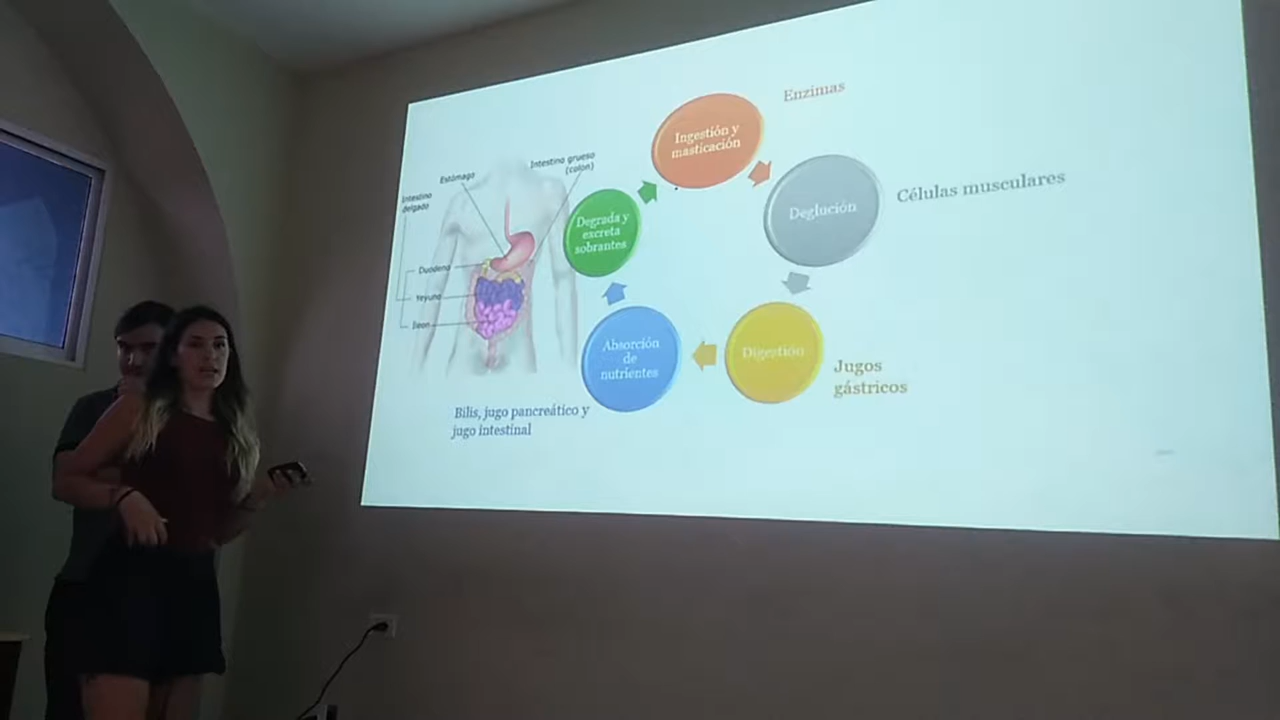 Enzimas
Ingestión y
masticación
Células musculares
Deglución
Intestino grueso
(colon)
Estómago
Intestino
delgado
Degrada y
excreta
sobrantes
Duodeno
Yeyuno
Íleon
Absorción
de
nutrientes
Digestión
Jugos
gástricos
Bilis, jugo pancreático y
jugo intestinal